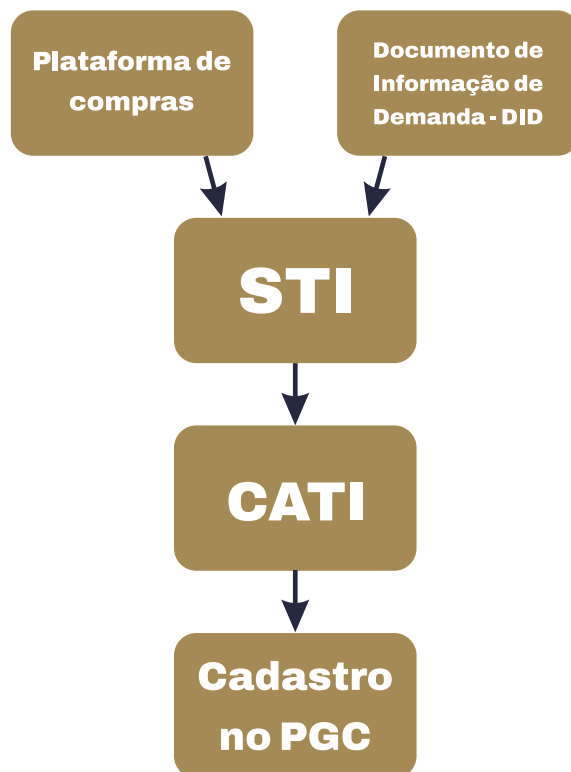 Plataforma de
compras
Documento de
Informação de
Demanda - DID
STI
CATI
Cadastro
no PGC